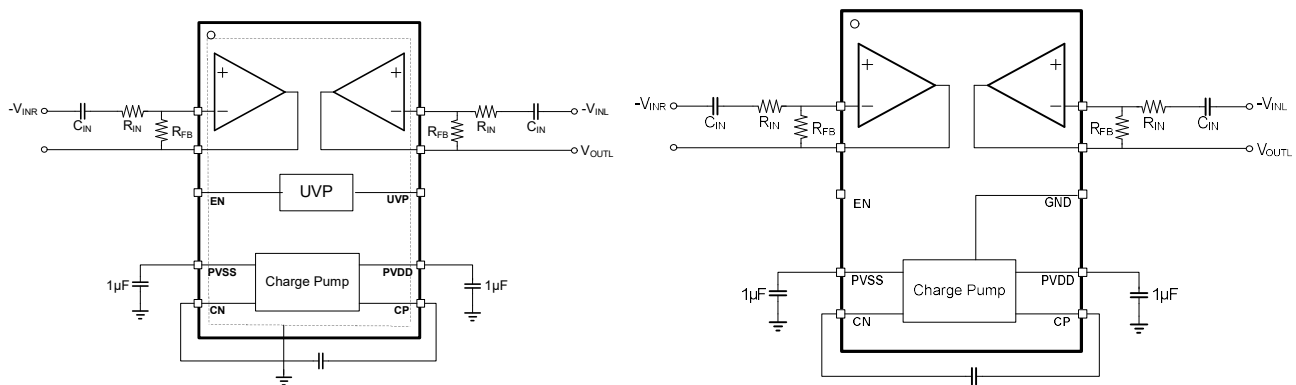 -VINR
CIN
RIN
RFB
+
−
+
−
RFB
RIN
CIN
-VINL
VOUTL
EN
UVP
UVP
1µF
PVSS
Charge Pump
PVDD
1µF
CN
CP
-VINR
CIN
RIN
RFB
+
−
+
−
RFB
RIN
CIN
-VINL
VOUTL
EN
GND
1µF
PVSS
Charge Pump
PVDD
1µF
CN
CP